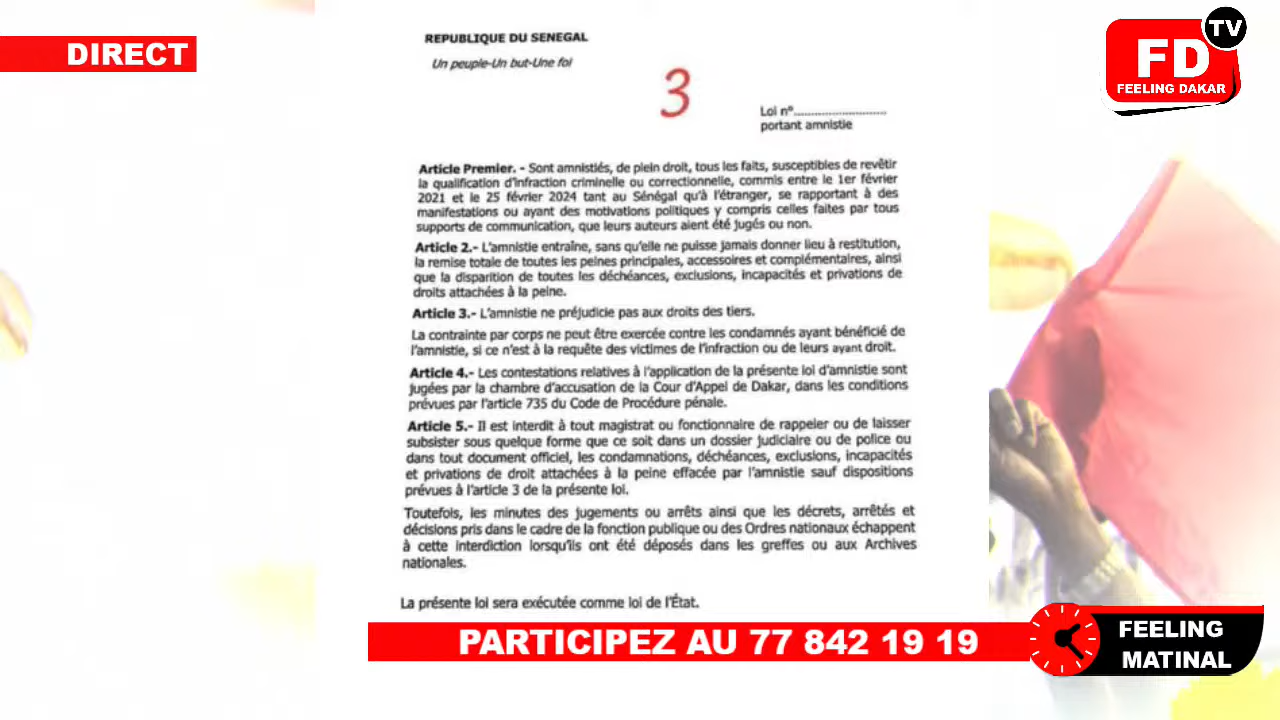 DIRECT
TV
FD
FEELING DAKAR
REPUBLIQUE DU SENEGAL
Un peuple-Un but-Une foi
3
Loi n°..........................
portant amnistie
Article Premier. - Sont amnistiés, de plein droit, tous les faits, susceptibles de revêtir
la qualification d'infraction criminelle ou correctionnelle, commis entre le 1er février
2021 et le 25 février 2024 tant au Sénégal qu'à l'étranger, se rapportant à des
manifestations ou ayant des motivations politiques y compris celles faites par tous
supports de communication, que leurs auteurs aient été jugés ou non.
Article 2.- L'amnistie entraîne, sans qu'elle ne puisse jamais donner lieu à restitution,
la remise totale de toutes les peines principales, accessoires et complémentaires, ainsi
que la disparition de toutes les déchéances, exclusions, incapacités et privations de
droits attachées à la peine.
Article 3.- L'amnistie ne préjudicie pas aux droits des tiers.
La contrainte par corps ne peut être exercée contre les condamnés ayant bénéficié de
l'amnistie, si ce n'est à la requête des victimes de l'infraction ou de leurs ayant droit.
Article 4.- Les contestations relatives à l'application de la présente loi d'amnistie sont
jugées par la chambre d'accusation de la Cour d'Appel de Dakar, dans les conditions
prévues par l'article 735 du Code de Procédure pénale.
Article 5.- Il est interdit à tout magistrat ou fonctionnaire de rappeler ou de laisser
subsister sous quelque forme que ce soit dans un dossier judiciaire ou de police ou
dans tout document officiel, les condamnations, déchéances, exclusions, incapacités
et privations de droit attachées à la peine effacée par l'amnistie sauf dispositions
prévues à l'article 3 de la présente loi.
Toutefois, les minutes des jugements ou arrêts ainsi que les décrets, arrêtés et
décisions pris dans le cadre de la fonction publique ou des Ordres nationaux échappent
à cette interdiction lorsqu'ils ont été déposés dans les greffes ou aux Archives
nationales.
La présente loi sera exécutée comme loi de l'État.
PARTICIPEZ AU 77 842 19 19
FEELING
MATINAL